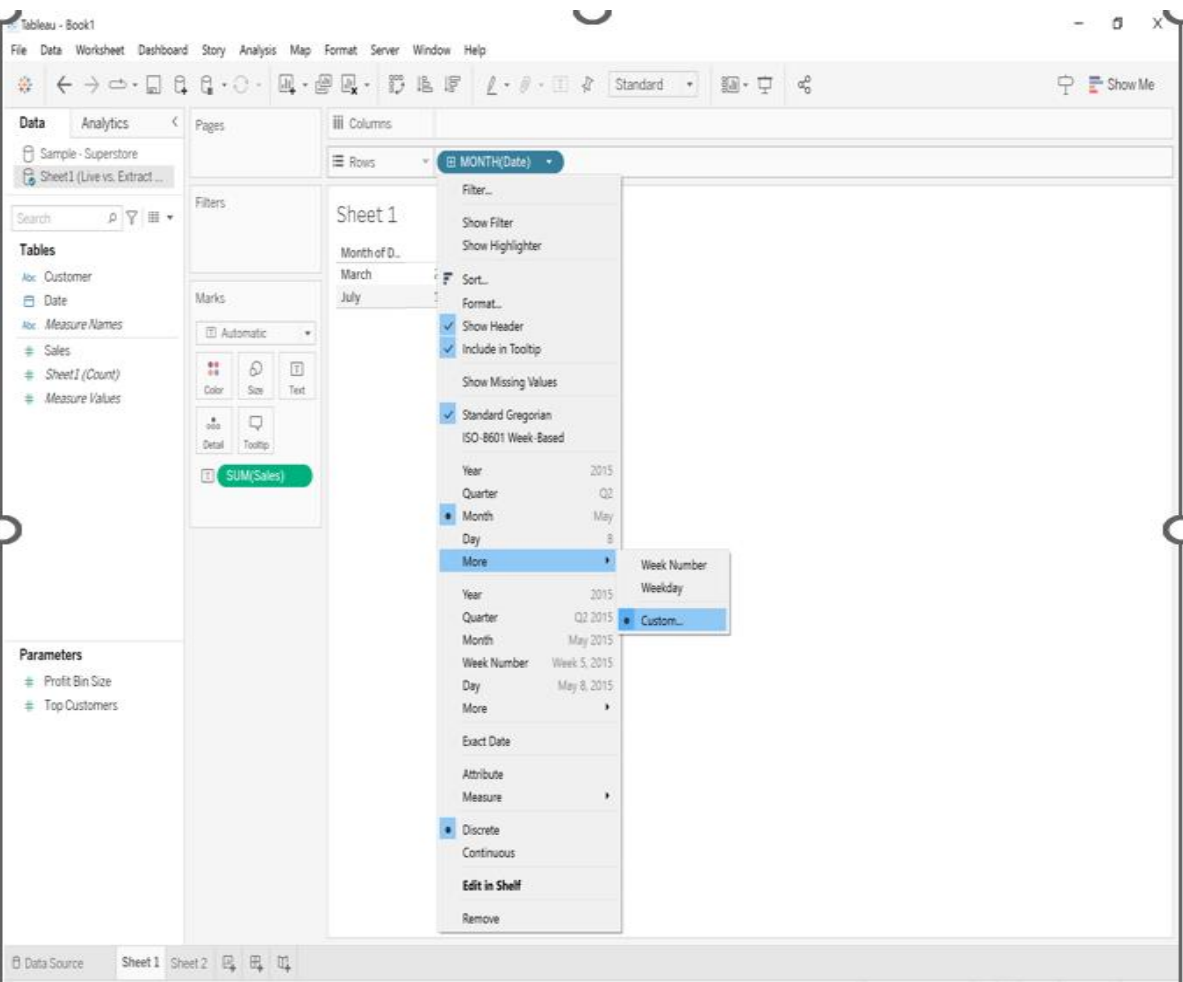 Tableau - Book1
File Data Worksheet Dashboard Story Analysis Map Format Server Window Help
Standard
Show Me
Data Analytics
Sample - Superstore
Sheet1 (Live vs. Extract ...
Search
Tables
Abc Customer
Date
Abc Measure Names
# Sales
# Sheet1 (Count)
# Measure Values
Parameters
# Profit Bin Size
# Top Customers
Pages
Filters
Marks
Automatic
Color Size Text
Detail Tooltip
SUM(Sales)
Columns
Rows MONTH(Date)
Sheet 1
Month of D..
March
July
Filter...
Show Filter
Show Highlighter
Sort...
Format...
Show Header
Include in Tooltip
Show Missing Values
Standard Gregorian
ISO-8601 Week-Based
Year 2015
Quarter Q2
Month May
Day 8
More
Week Number
Weekday
Custom...
Year 2015
Quarter Q2 2015
Month May 2015
Week Number Week 5, 2015
Day May 8, 2015
More
Exact Date
Attribute
Measure
Discrete
Continuous
Edit in Shelf
Remove
Data Source Sheet 1 Sheet 2